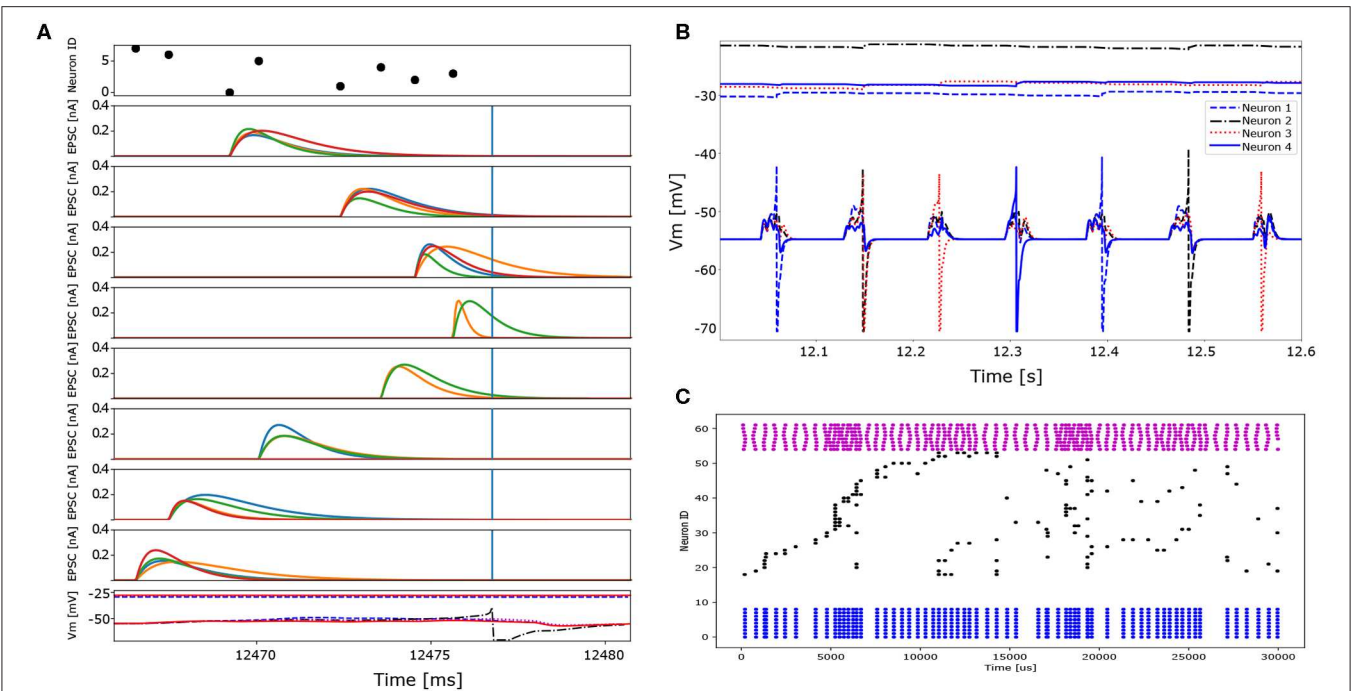 A
Neuron ID
5
0
EPSC [nA]
0.4
0.2
EPSC [nA]
0.4
0.2
EPSC [nA]
0.4
0.2
EPSC [nA]
0.4
0.2
EPSC [nA]
0.4
0.2
EPSC [nA]
0.4
0.2
EPSC [nA]
0.4
0.2
EPSC [nA]
0.4
0.2
Vm [mV]
-25
-50
12470 12475 12480
Time [ms]
B
Vm [mV]
-30
-40
-50
-60
-70
Neuron 1
Neuron 2
Neuron 3
Neuron 4
12.1 12.2 12.3 12.4 12.5 12.6
Time [s]
C
Neuron ID
60
50
40
30
20
10
0
0 5000 10000 15000 20000 25000 30000
Time [us]